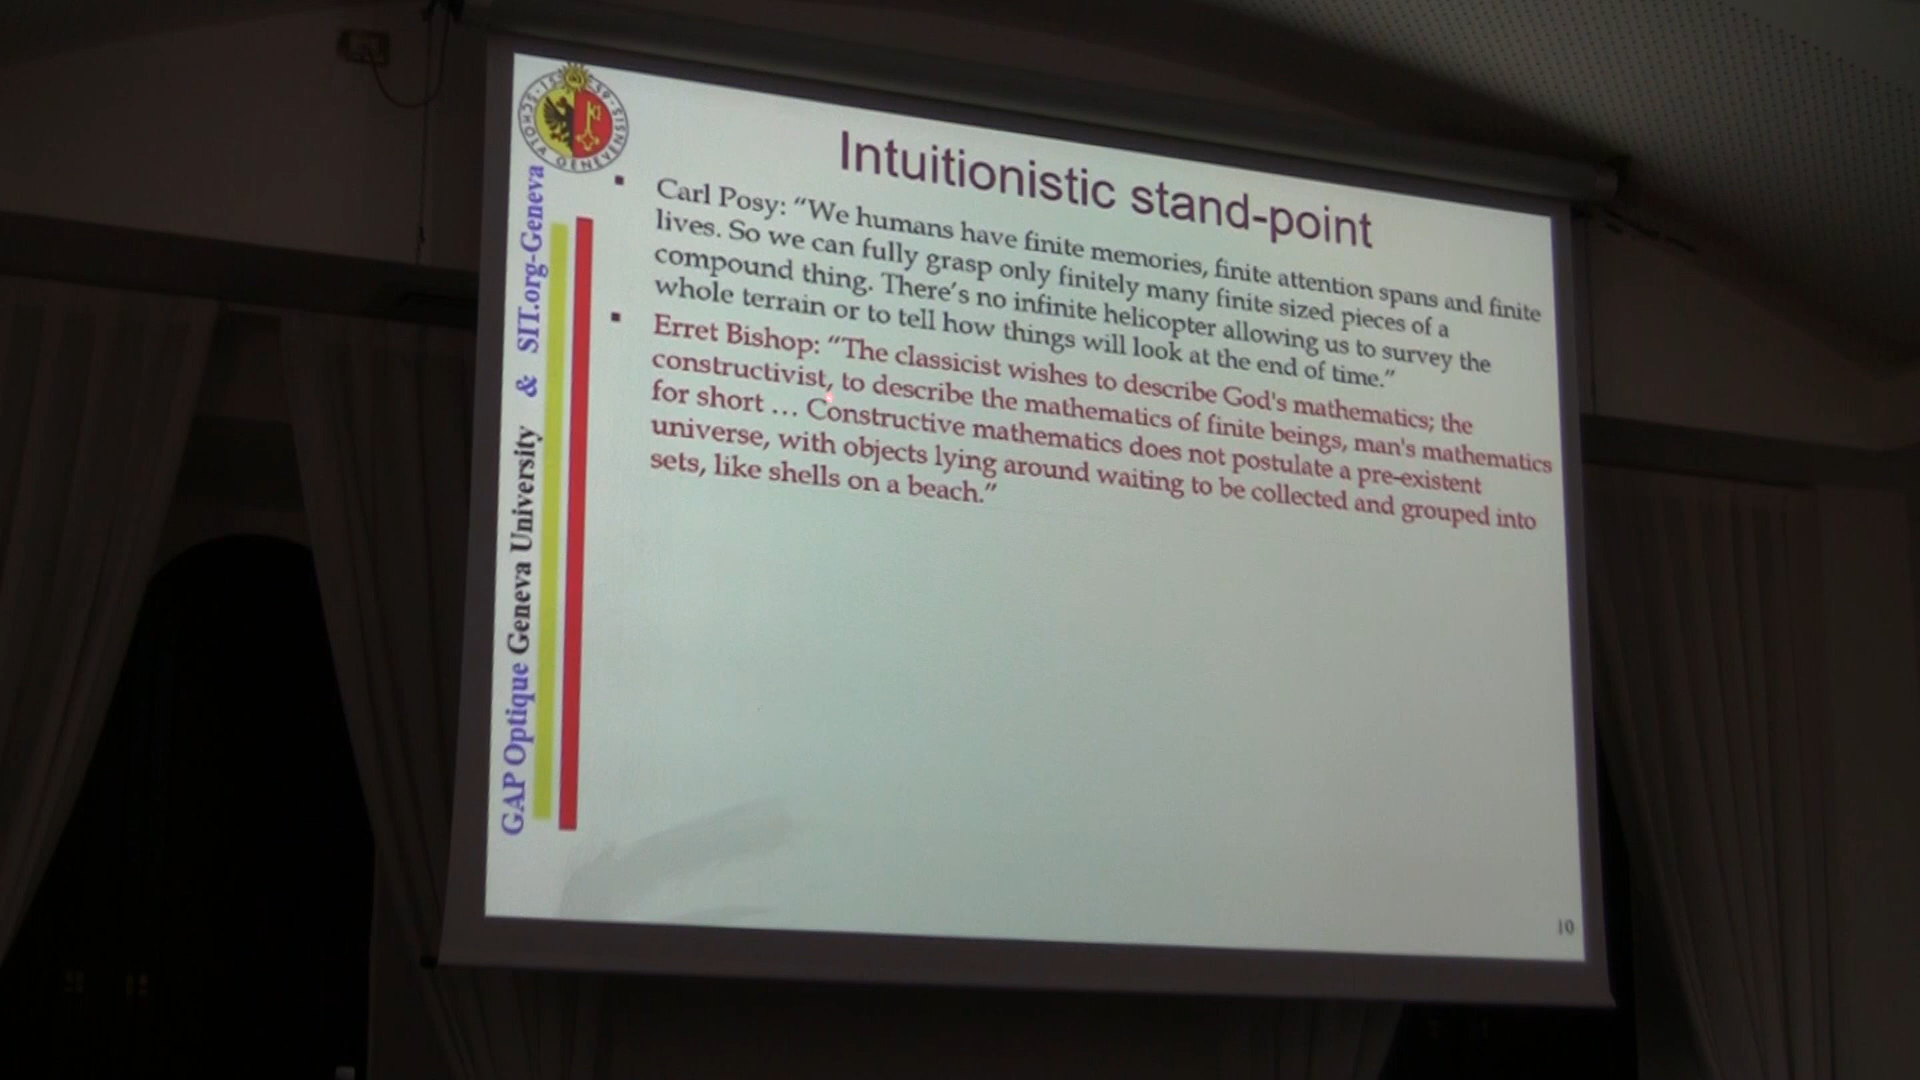 SCHOLA GENEVENSIS
15 59
Intuitionistic stand-point
Carl Posy: “We humans have finite memories, finite attention spans and finite
lives. So we can fully grasp only finitely many finite sized pieces of a
compound thing. There’s no infinite helicopter allowing us to survey the
whole terrain or to tell how things will look at the end of time.”
Erret Bishop: “The classicist wishes to describe God's mathematics; the
constructivist, to describe the mathematics of finite beings, man's mathematics
for short … Constructive mathematics does not postulate a pre-existent
universe, with objects lying around waiting to be collected and grouped into
sets, like shells on a beach.”
GAP Optique Geneva University & SIT.org-Geneva
10